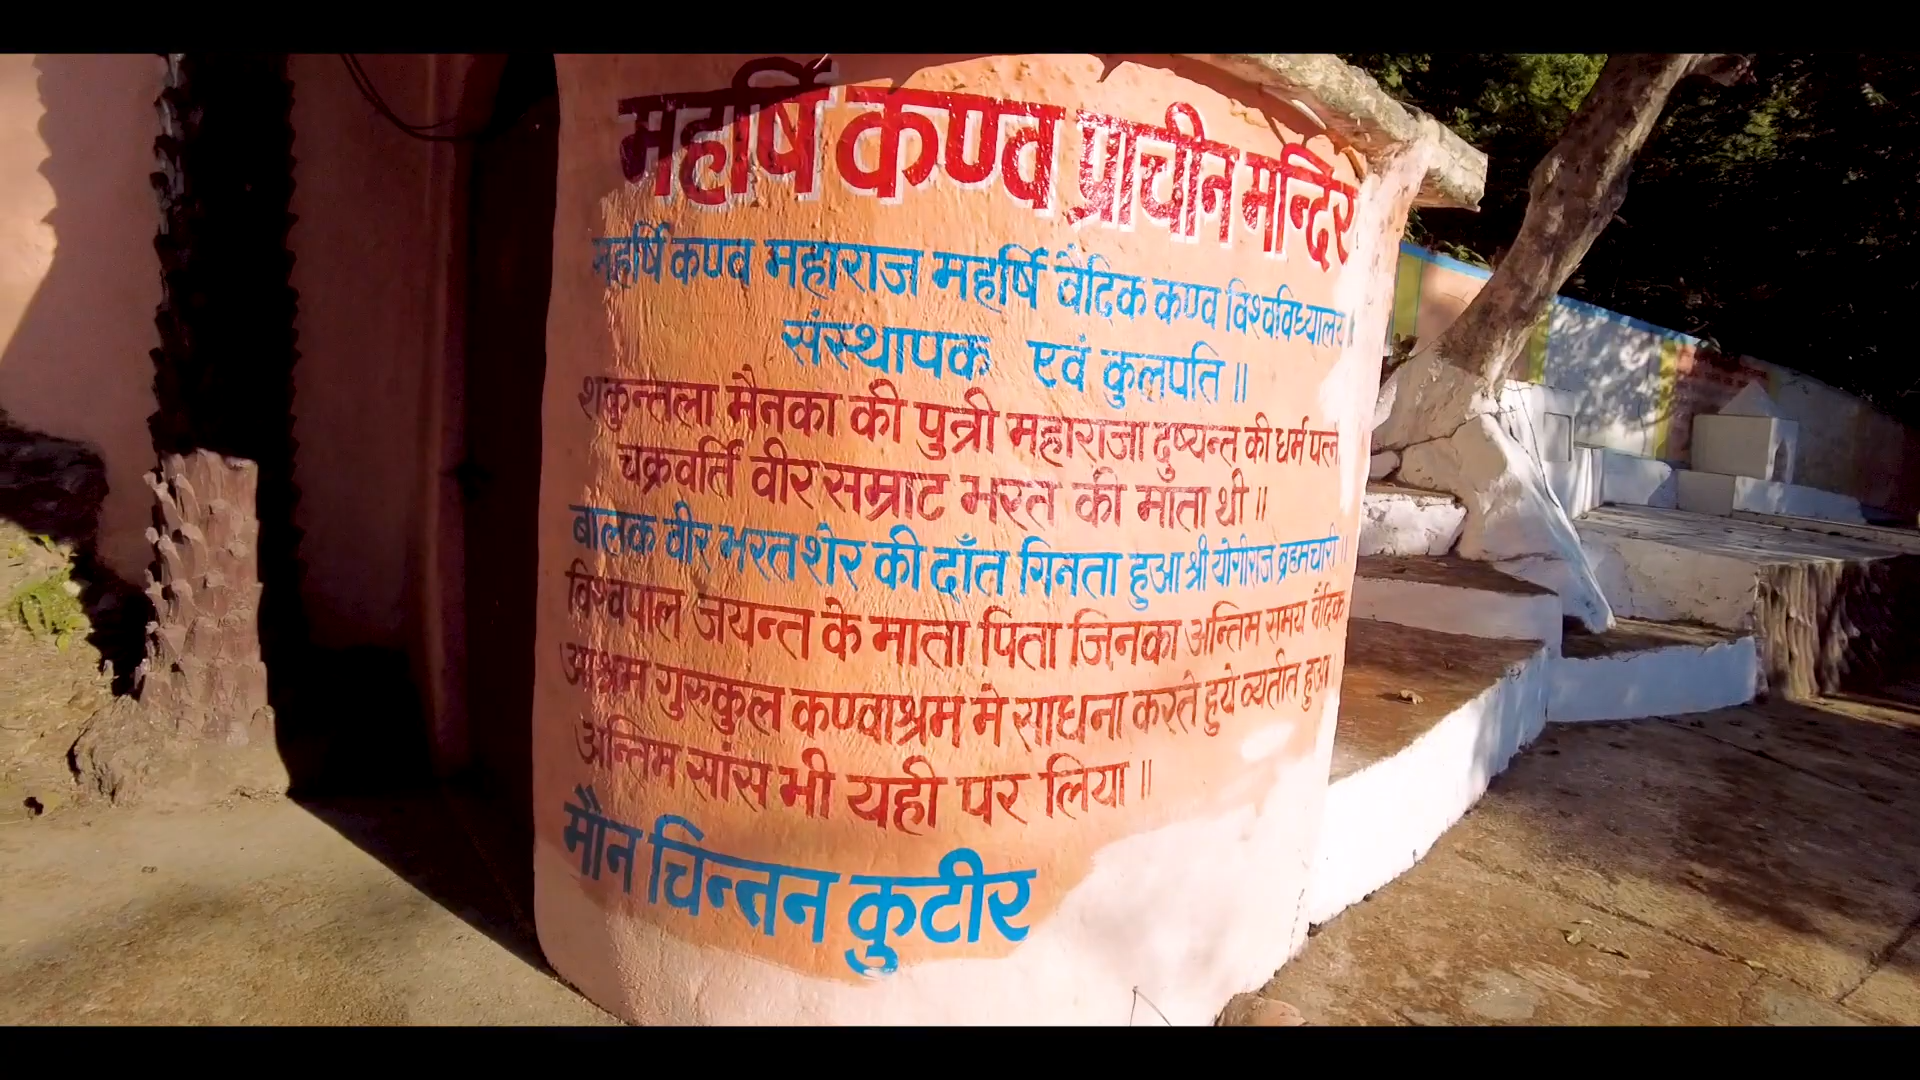 महर्षि कण्व प्राचीन मन्दिर
महर्षि कण्व महाराज महर्षि वैदिक कण्व विश्वविध्यालय।
संस्थापक एवं कुलपति॥
शकुन्तला मैनका की पुत्री महाराजा दुष्यन्त की धर्म पत्नी
चक्रवर्ति वीर सम्राट भरत की माता थी॥
बालक वीर भरत शेर की दाँत गिनता हुआ श्री योगीराज ब्रह्मचारी॥
विश्वपाल जयन्त के माता पिता जिनका अन्तिम समय वैदिक
आश्रम गुरुकुल कण्वाश्रम मे साधना करते हुये व्यतीत हुआ।
अन्तिम सांस भी यही पर लिया॥
मौन चिन्तन कुटीर